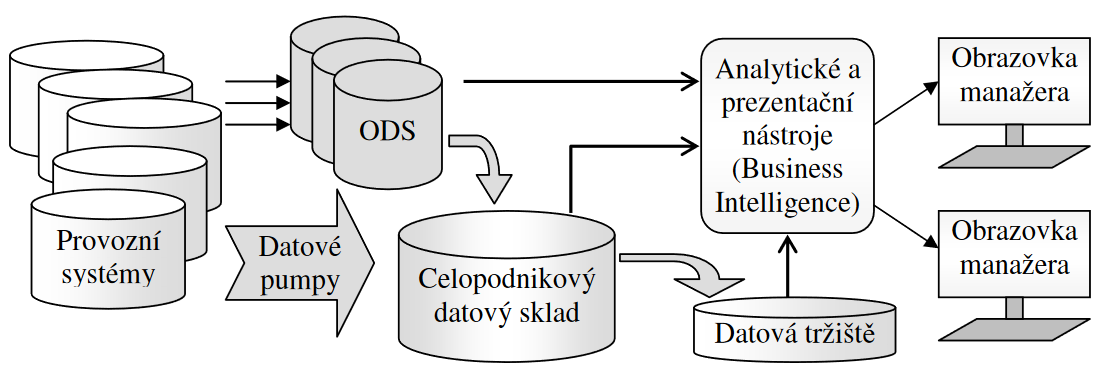 Provozní
systémy
ODS
Datové
pumpy
Celopodnikový
datový sklad
Datová tržiště
Analytické a
prezentační
nástroje
(Business
Intelligence)
Obrazovka
manažera
Obrazovka
manažera